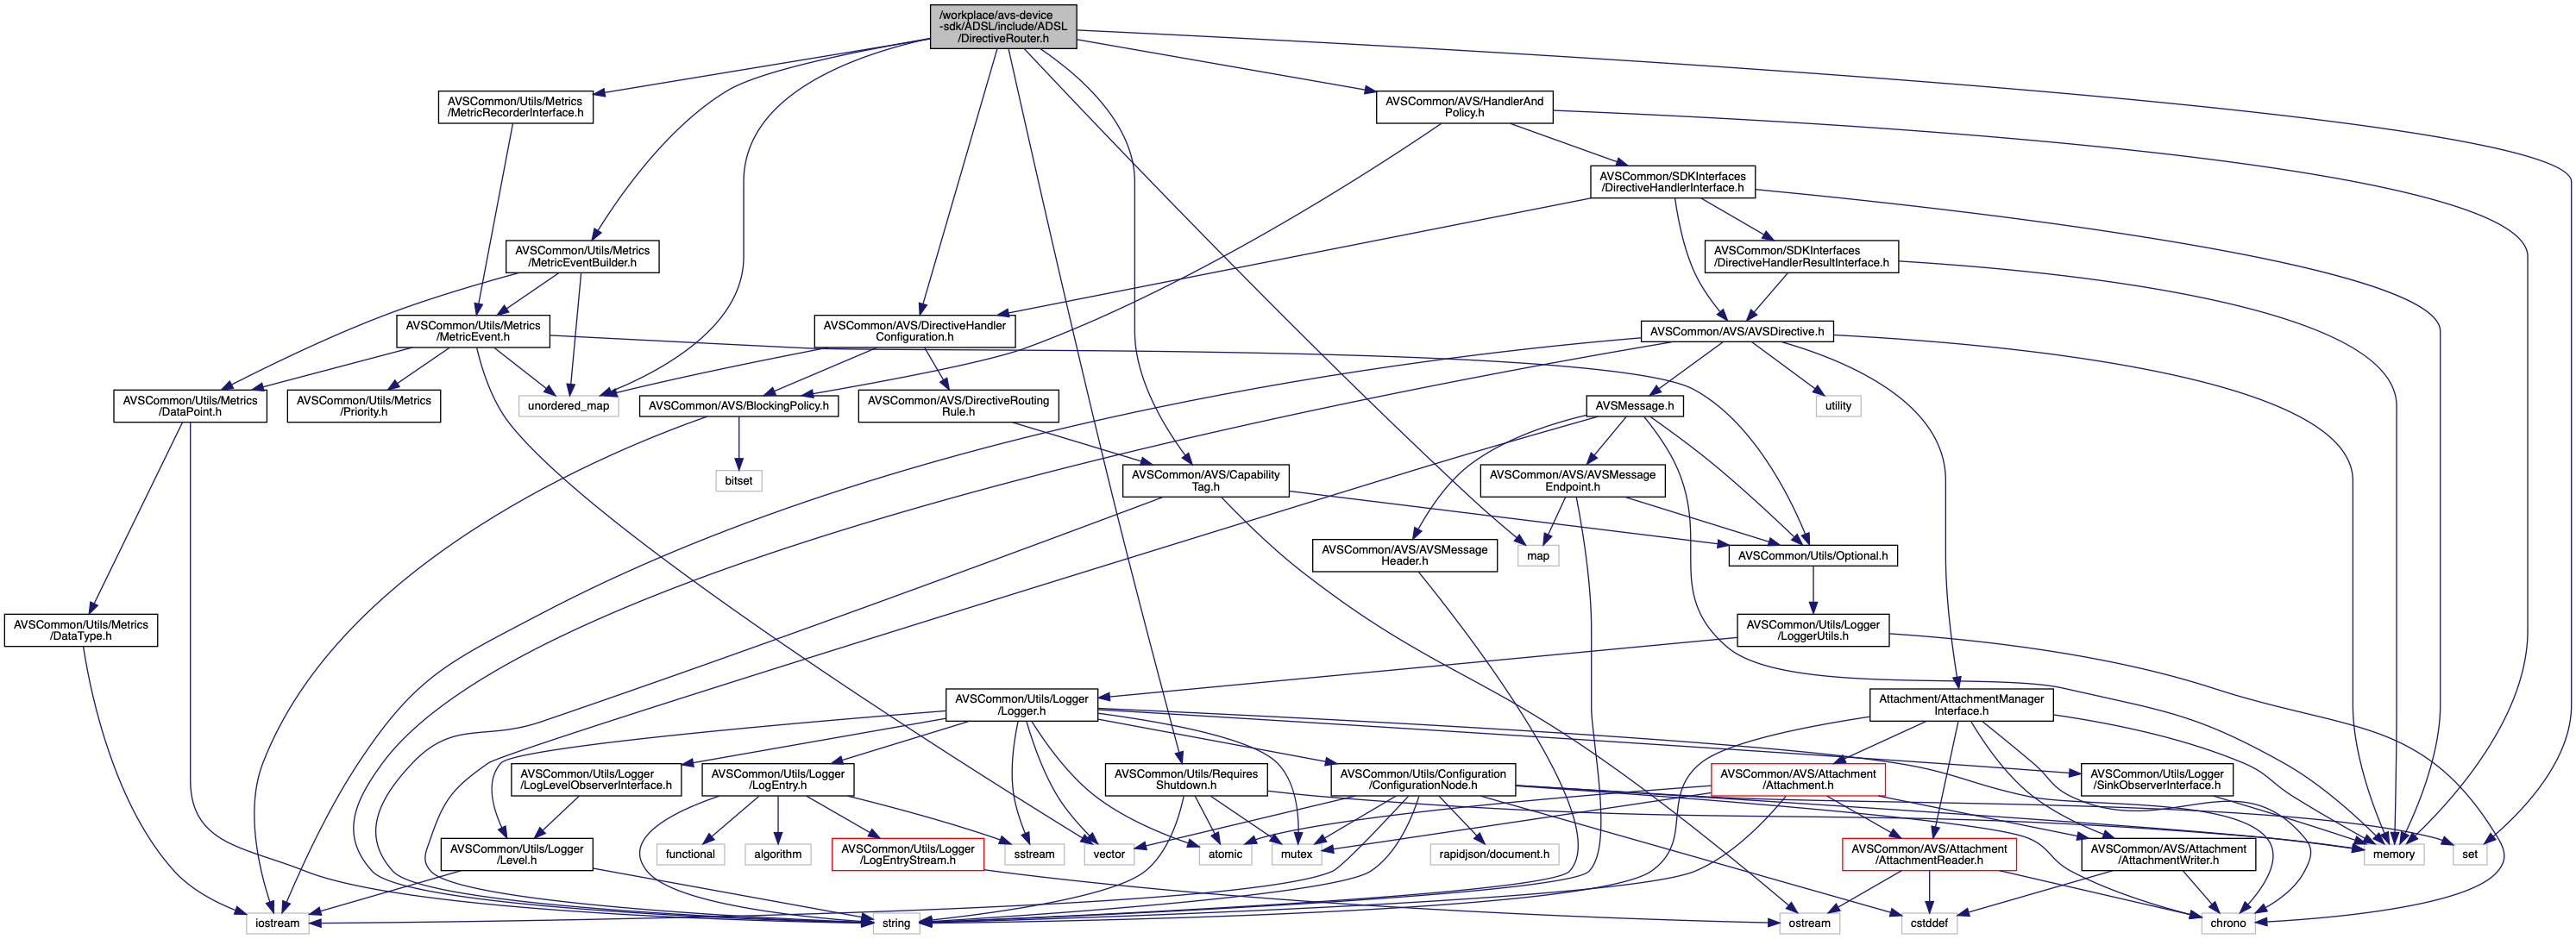 /workplace/avs-device
-sdk/ADSL/include/ADSL
/DirectiveRouter.h
AVSCommon/Utils/Metrics
/MetricRecorderInterface.h
AVSCommon/AVS/HandlerAnd
Policy.h
AVSCommon/SDKInterfaces
/DirectiveHandlerInterface.h
AVSCommon/Utils/Metrics
/MetricEventBuilder.h
AVSCommon/SDKInterfaces
/DirectiveHandlerResultInterface.h
AVSCommon/Utils/Metrics
/MetricEvent.h
AVSCommon/AVS/DirectiveHandler
Configuration.h
AVSCommon/AVS/AVSDirective.h
AVSCommon/Utils/Metrics
/DataPoint.h
AVSCommon/Utils/Metrics
/Priority.h
unordered_map
AVSCommon/AVS/BlockingPolicy.h
AVSCommon/AVS/DirectiveRouting
Rule.h
AVSMessage.h
utility
bitset
AVSCommon/AVS/Capability
Tag.h
AVSCommon/AVS/AVSMessage
Endpoint.h
AVSCommon/AVS/AVSMessage
Header.h
map
AVSCommon/Utils/Optional.h
AVSCommon/Utils/Metrics
/DataType.h
AVSCommon/Utils/Logger
/LoggerUtils.h
AVSCommon/Utils/Logger
/Logger.h
Attachment/AttachmentManager
Interface.h
AVSCommon/Utils/Logger
/LogLevelObserverInterface.h
AVSCommon/Utils/Logger
/LogEntry.h
AVSCommon/Utils/Requires
Shutdown.h
AVSCommon/Utils/Configuration
/ConfigurationNode.h
AVSCommon/AVS/Attachment
/Attachment.h
AVSCommon/Utils/Logger
/SinkObserverInterface.h
AVSCommon/Utils/Logger
/Level.h
functional
algorithm
AVSCommon/Utils/Logger
/LogEntryStream.h
sstream
vector
atomic
mutex
rapidjson/document.h
AVSCommon/AVS/Attachment
/AttachmentReader.h
AVSCommon/AVS/Attachment
/AttachmentWriter.h
memory
set
iostream
string
ostream
cstddef
chrono